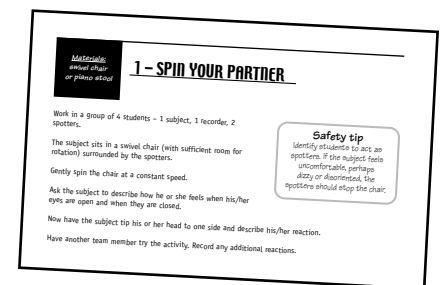 Materials:
swivel chair
or piano stool
1 – SPIN YOUR PARTNER
Work in a group of 4 students – 1 subject, 1 recorder, 2
spotters.
The subject sits in a swivel chair (with sufficient room for
rotation) surrounded by the spotters.
Gently spin the chair at a constant speed.
Ask the subject to describe how he or she feels when his/her
eyes are open and when they are closed.
Now have the subject tip his or her head to one side and describe his/her reaction.
Have another team member try the activity. Record any additional reactions.
Safety tip
Identify students to act as
spotters. If the subject feels
uncomfortable, perhaps
dizzy or disoriented, the
spotters should stop the chair.